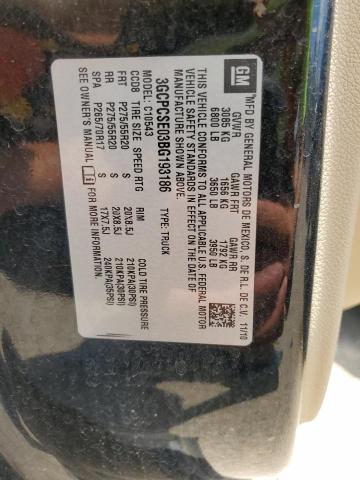 GM
MFD BY GENERAL MOTORS DE MEXICO, S. DE R.L. DE C.V. 11/10
GVWR GAWR FRT GAWR RR
3085 KG 1656 KG 1792 KG
6800 LB 3650 LB 3950 LB
THIS VEHICLE CONFORMS TO ALL APPLICABLE U.S. FEDERAL MOTOR
VEHICLE SAFETY STANDARDS IN EFFECT ON THE DATE OF
MANUFACTURE SHOWN ABOVE.
3GCPCSE03BG193186 TYPE: TRUCK
MODEL: C10543
CCD8 TIRE SIZE SPEED RTG RIM COLD TIRE PRESSURE
FRT P275/55R20 S 20X8.5J 210KPA(30PSI)
RR P275/55R20 S 20X8.5J 210KPA(30PSI)
SPA P265/70R17 S 17X7.5J 240KPA(35PSI)
SEE OWNER'S MANUAL